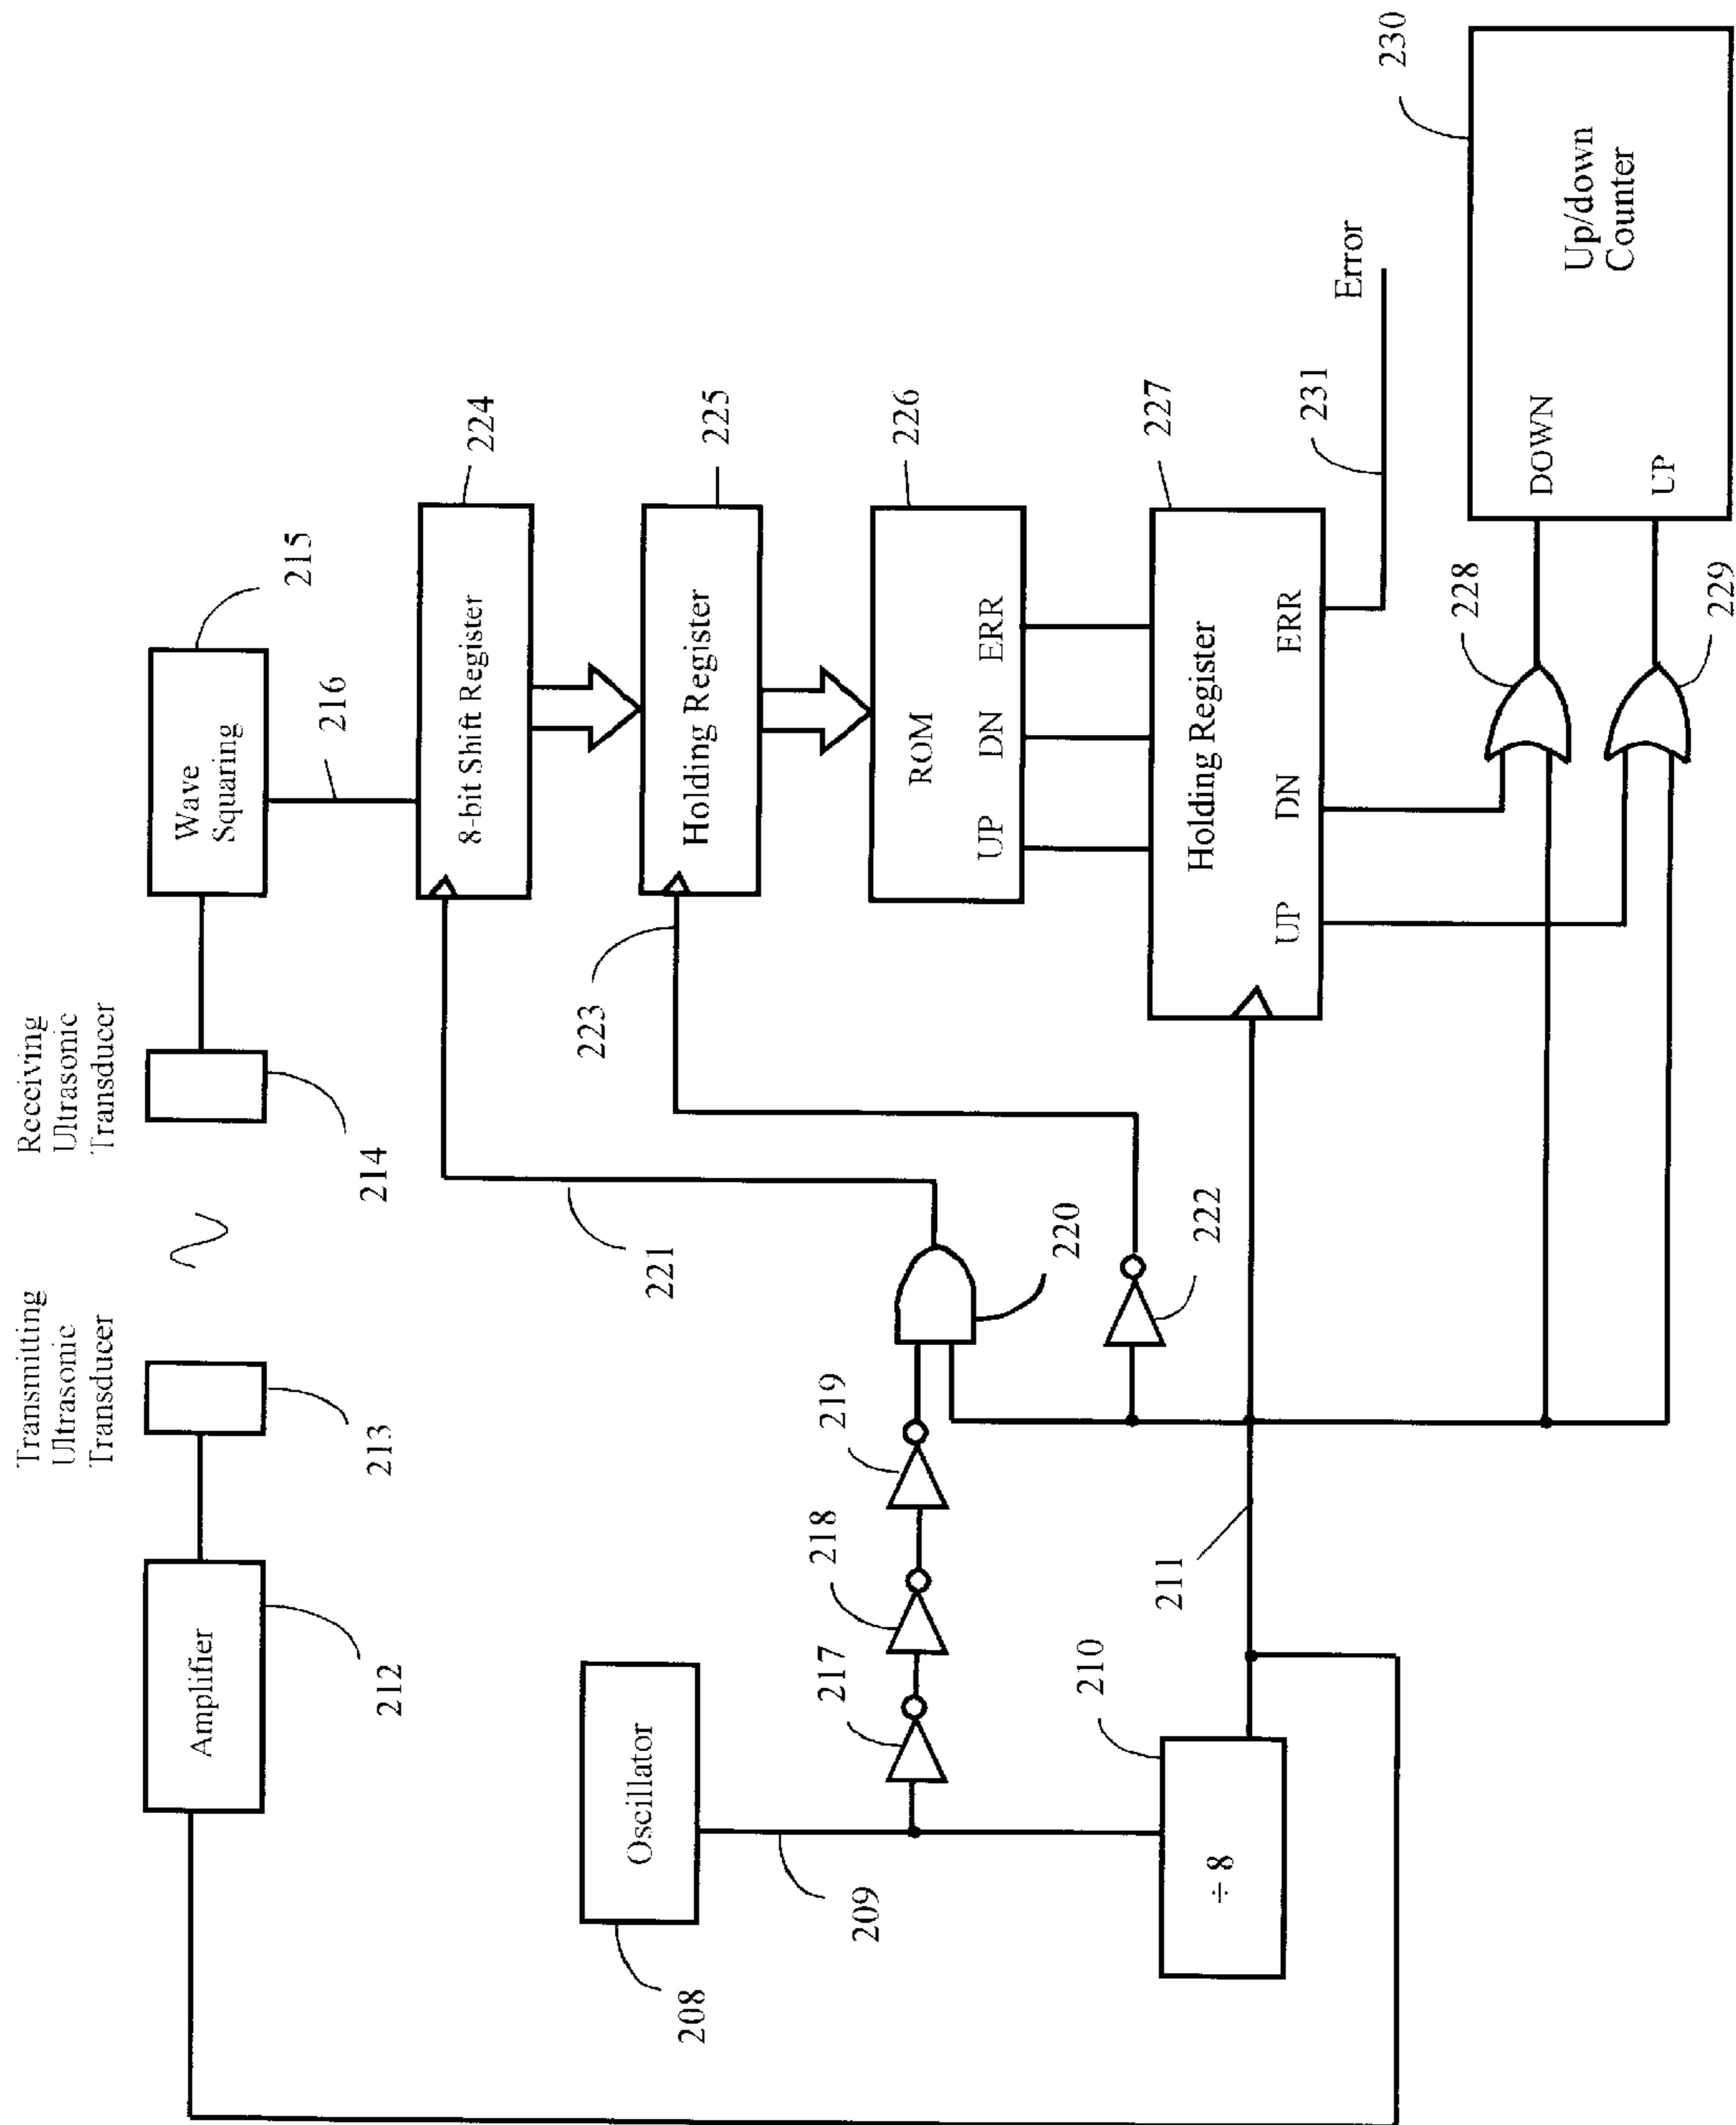 Transmitting
Ultrasonic
Transducer
Receiving
Ultrasonic
Transducer
Amplifier
212
213
214
Wave
Squaring
215
216
Oscillator
208
209
217
218
219
220
221
222
223
8-bit Shift Register
224
Holding Register
225
ROM
UP DN ERR
226
÷ 8
210
211
Holding Register
UP DN ERR
227
231
Error
228
229
DOWN
UP
Up/down
Counter
230